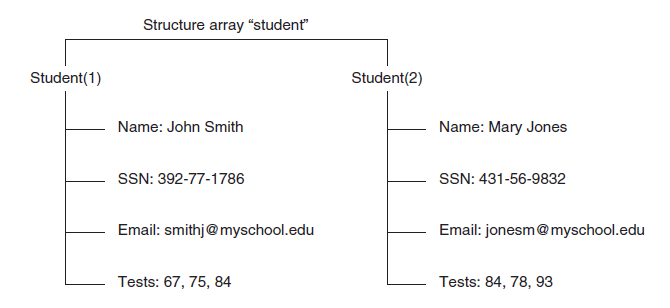 Structure array “student”
Student(1)
Student(2)
Name: John Smith
Name: Mary Jones
SSN: 392-77-1786
SSN: 431-56-9832
Email: smithj@myschool.edu
Email: jonesm@myschool.edu
Tests: 67, 75, 84
Tests: 84, 78, 93